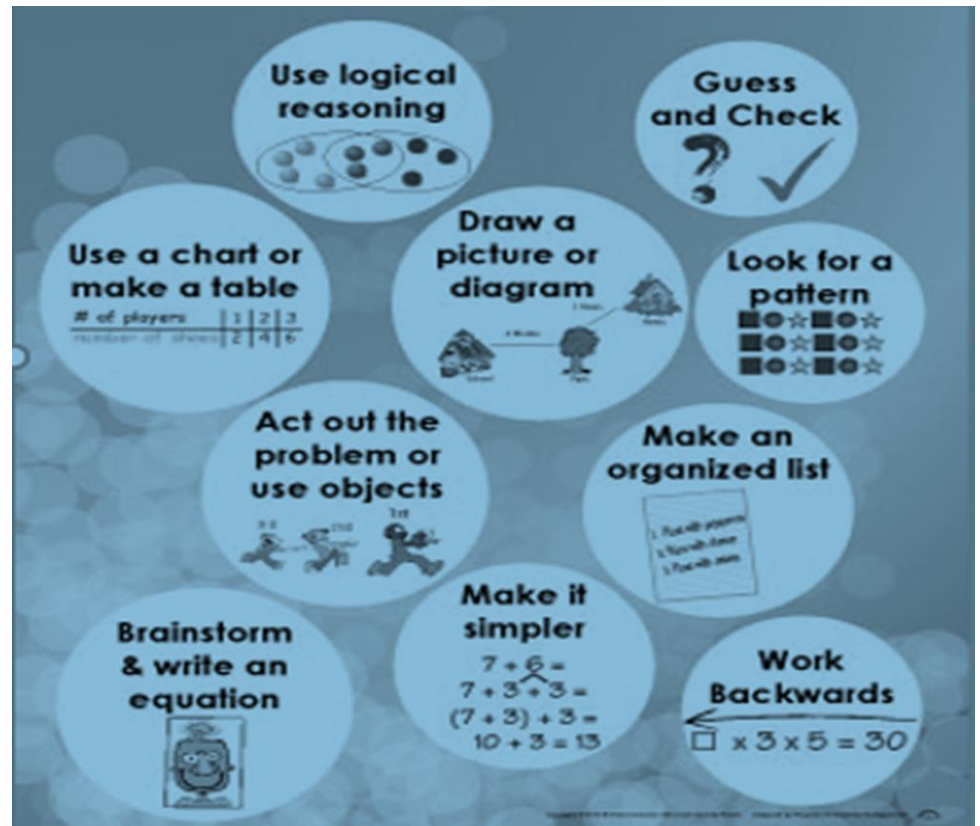 Use logical
reasoning
Guess
and Check
?
Use a chart or
make a table
# of players 1 2 3
number of shoes 2 4 6
Draw a
picture or
diagram
Look for a
pattern
Act out the
problem or
use objects
1st
Make an
organized list
Brainstorm
& write an
equation
Make it
simpler
7 + 6 =
7 + 3 + 3 =
(7 + 3) + 3 =
10 + 3 = 13
Work
Backwards
□ x 3 x 5 = 30